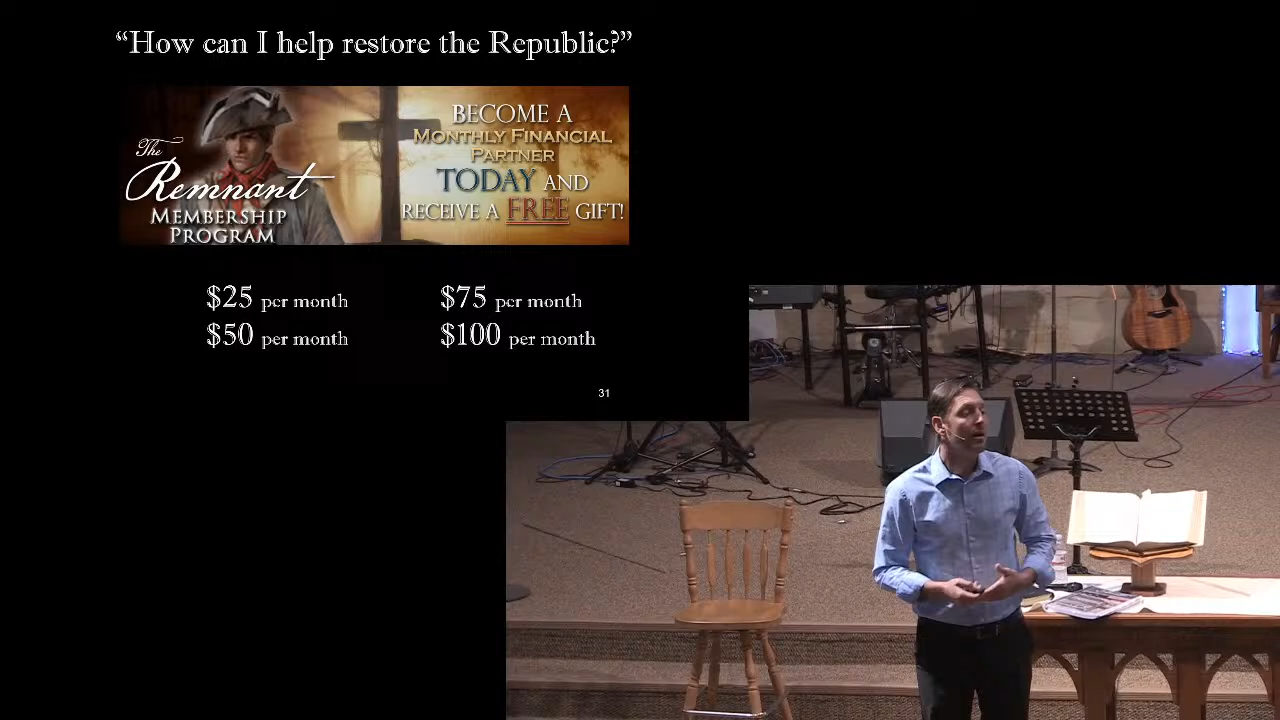 “How can I help restore the Republic?”
The
Remnant
MEMBERSHIP
PROGRAM
BECOME A
MONTHLY FINANCIAL
PARTNER
TODAY AND
RECEIVE A FREE GIFT!
$25 per month
$50 per month
$75 per month
$100 per month
31